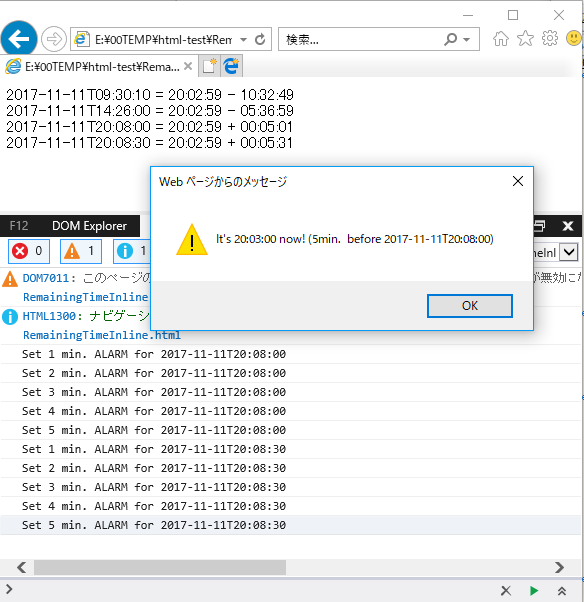 E:¥00TEMP¥html-test¥Rem
検索...
E:¥00TEMP¥html-test¥Rema...
2017-11-11T09:30:10 = 20:02:59 - 10:32:49
2017-11-11T14:26:00 = 20:02:59 - 05:36:59
2017-11-11T20:08:00 = 20:02:59 + 00:05:01
2017-11-11T20:08:30 = 20:02:59 + 00:05:31
Web ページからのメッセージ
It's 20:03:00 now! (5min. before 2017-11-11T20:08:00)
OK
F12 DOM Explorer
0 1 1
DOM7011: このページの が無効に
RemainingTimeInline
HTML1300: ナビゲーシ
RemainingTimeInline.html
Set 1 min. ALARM for 2017-11-11T20:08:00
Set 2 min. ALARM for 2017-11-11T20:08:00
Set 3 min. ALARM for 2017-11-11T20:08:00
Set 4 min. ALARM for 2017-11-11T20:08:00
Set 5 min. ALARM for 2017-11-11T20:08:00
Set 1 min. ALARM for 2017-11-11T20:08:30
Set 2 min. ALARM for 2017-11-11T20:08:30
Set 3 min. ALARM for 2017-11-11T20:08:30
Set 4 min. ALARM for 2017-11-11T20:08:30
Set 5 min. ALARM for 2017-11-11T20:08:30